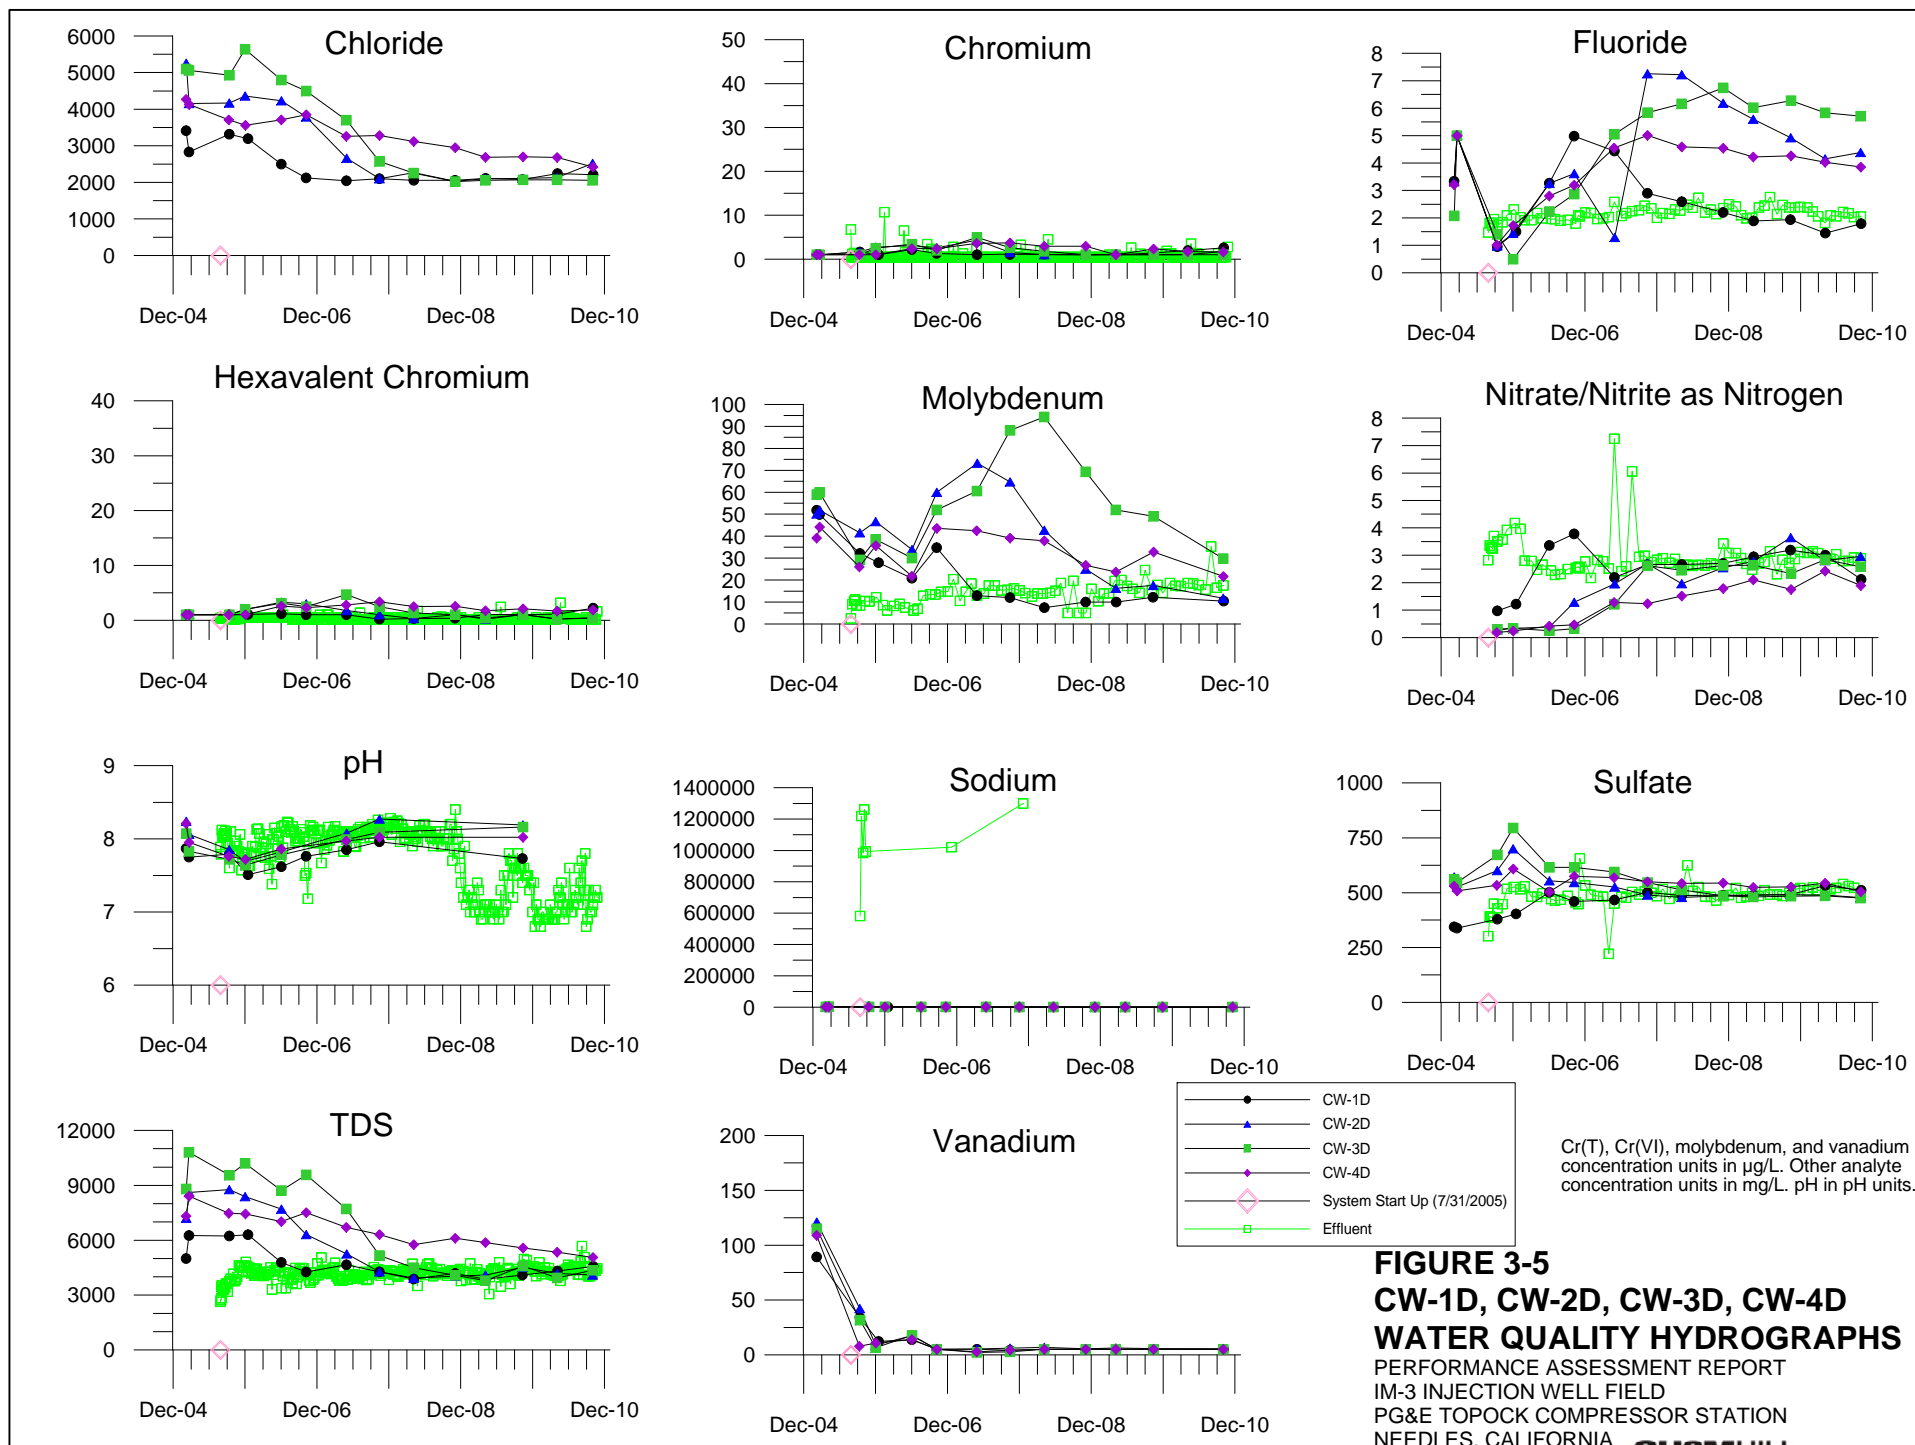 Chloride
6000
5000
4000
3000
2000
1000
0
Dec-04 Dec-06 Dec-08 Dec-10
Chromium
50
40
30
20
10
0
Dec-04 Dec-06 Dec-08 Dec-10
Fluoride
8
7
6
5
4
3
2
1
0
Dec-04 Dec-06 Dec-08 Dec-10
Hexavalent Chromium
40
30
20
10
0
Dec-04 Dec-06 Dec-08 Dec-10
Molybdenum
100
90
80
70
60
50
40
30
20
10
0
Dec-04 Dec-06 Dec-08 Dec-10
Nitrate/Nitrite as Nitrogen
8
7
6
5
4
3
2
1
0
Dec-04 Dec-06 Dec-08 Dec-10
pH
9
8
7
6
Dec-04 Dec-06 Dec-08 Dec-10
Sodium
1400000
1200000
1000000
800000
600000
400000
200000
0
Dec-04 Dec-06 Dec-08 Dec-10
Sulfate
1000
750
500
250
0
Dec-04 Dec-06 Dec-08 Dec-10
TDS
12000
9000
6000
3000
0
Dec-04 Dec-06 Dec-08 Dec-10
Vanadium
200
150
100
50
0
Dec-04 Dec-06 Dec-08 Dec-10
CW-1D
CW-2D
CW-3D
CW-4D
System Start Up (7/31/2005)
Effluent
Cr(T), Cr(VI), molybdenum, and vanadium
concentration units in µg/L. Other analyte
concentration units in mg/L. pH in pH units.
FIGURE 3-5
CW-1D, CW-2D, CW-3D, CW-4D
WATER QUALITY HYDROGRAPHS
PERFORMANCE ASSESSMENT REPORT
IM-3 INJECTION WELL FIELD
PG&E TOPOCK COMPRESSOR STATION
NEEDLES, CALIFORNIA